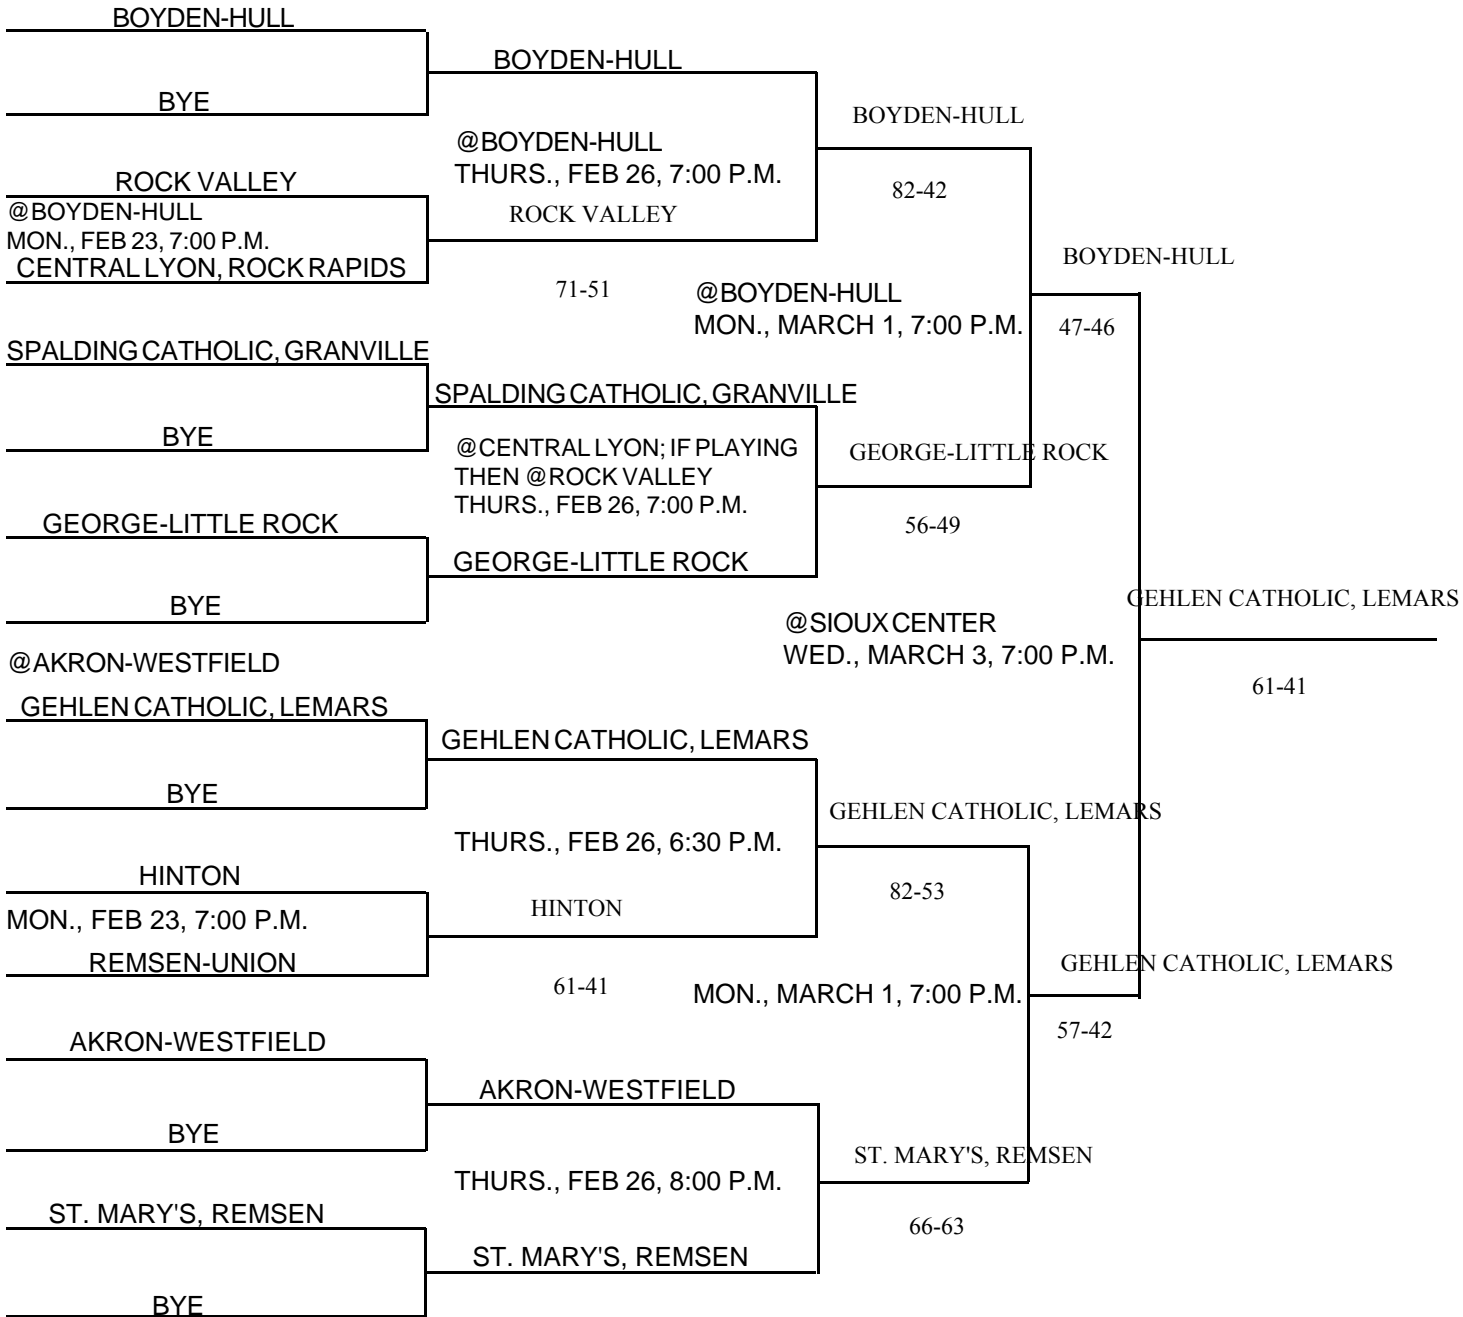 BOYDEN-HULL
BYE
ROCK VALLEY
@BOYDEN-HULL
MON., FEB 23, 7:00 P.M.
CENTRAL LYON, ROCK RAPIDS
SPALDING CATHOLIC, GRANVILLE
BYE
GEORGE-LITTLE ROCK
BYE
@AKRON-WESTFIELD
GEHLEN CATHOLIC, LEMARS
BYE
HINTON
MON., FEB 23, 7:00 P.M.
REMSEN-UNION
AKRON-WESTFIELD
BYE
ST. MARY'S, REMSEN
BYE
BOYDEN-HULL
@BOYDEN-HULL
THURS., FEB 26, 7:00 P.M.
ROCK VALLEY
71-51
SPALDING CATHOLIC, GRANVILLE
@CENTRAL LYON; IF PLAYING
THEN @ROCK VALLEY
THURS., FEB 26, 7:00 P.M.
GEORGE-LITTLE ROCK
GEHLEN CATHOLIC, LEMARS
THURS., FEB 26, 6:30 P.M.
HINTON
61-41
AKRON-WESTFIELD
THURS., FEB 26, 8:00 P.M.
ST. MARY'S, REMSEN
BOYDEN-HULL
82-42
@BOYDEN-HULL
MON., MARCH 1, 7:00 P.M.
GEORGE-LITTLE ROCK
56-49
GEHLEN CATHOLIC, LEMARS
82-53
MON., MARCH 1, 7:00 P.M.
ST. MARY'S, REMSEN
66-63
BOYDEN-HULL
47-46
@SIOUX CENTER
WED., MARCH 3, 7:00 P.M.
GEHLEN CATHOLIC, LEMARS
57-42
GEHLEN CATHOLIC, LEMARS
61-41